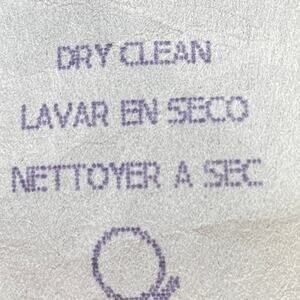 DRY CLEAN
LAVAR EN SECO
NETTOYER A SEC